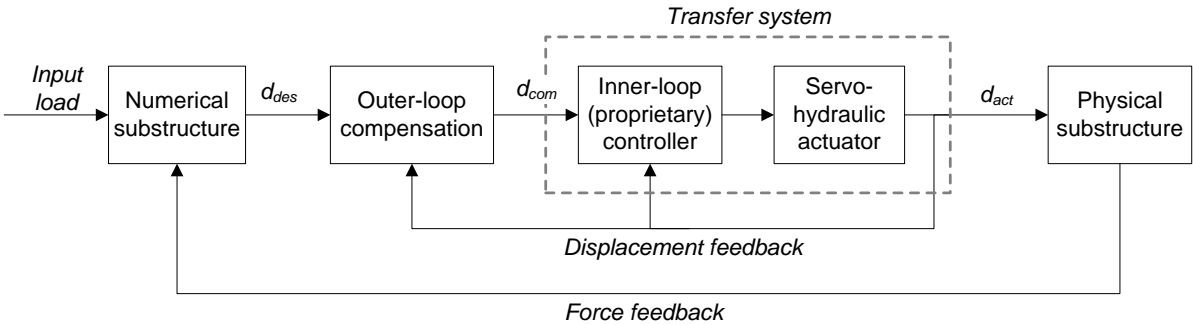 Transfer system
Input
load
Numerical
substructure
d_des
Outer-loop
compensation
d_com
Inner-loop
(proprietary)
controller
Servo-
hydraulic
actuator
d_act
Physical
substructure
Displacement feedback
Force feedback